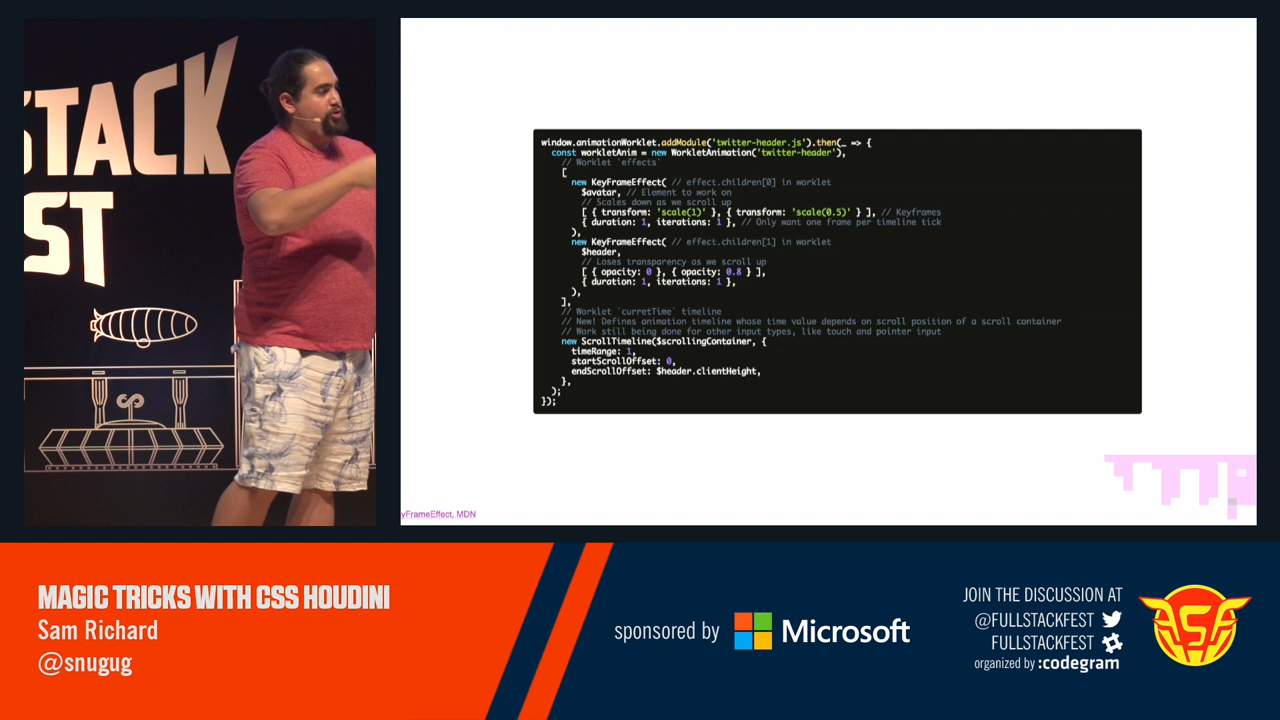 STACK
ST
window.animationWorklet.addModule('twitter-header.js').then(_ => {
const workletAnim = new WorkletAnimation('twitter-header'),
// Worklet `effects`
[
new KeyFrameEffect( // effect.children[0] in worklet
$avatar, // Element to work on
// Scales down as we scroll up
[ { transform: 'scale(1)' }, { transform: 'scale(0.5)' } ], // Keyframes
{ duration: 1, iterations: 1 }, // Only want one frame per timeline tick
),
new KeyFrameEffect( // effect.children[1] in worklet
$header,
// Loses transparency as we scroll up
[ { opacity: 0 }, { opacity: 0.8 } ],
{ duration: 1, iterations: 1 },
),
],
// Worklet `curretTime` timeline
// New! Defines animation timeline whose time value depends on scroll position of a scroll container
// Work still being done for other input types, like touch and pointer input
new ScrollTimeline($scrollingContainer, {
timeRange: 1,
startScrollOffset: 0,
endScrollOffset: $header.clientHeight,
},
);
});
yFrameEffect, MDN
MAGIC TRICKS WITH CSS HOUDINI
Sam Richard
@snugug
sponsored by Microsoft
JOIN THE DISCUSSION AT
@FULLSTACKFEST
FULLSTACKFEST
organized by :codegram
FSF